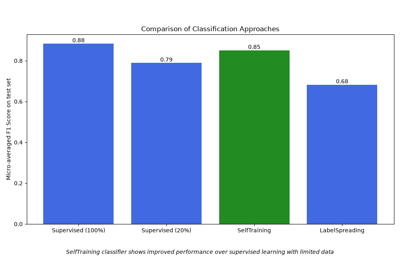 Comparison of Classification Approaches
0.88
0.79
0.85
0.68
Micro-averaged F1 Score on test set
0.8
0.6
0.4
0.2
0.0
Supervised (100%)
Supervised (20%)
SelfTraining
LabelSpreading
SelfTraining classifier shows improved performance over supervised learning with limited data